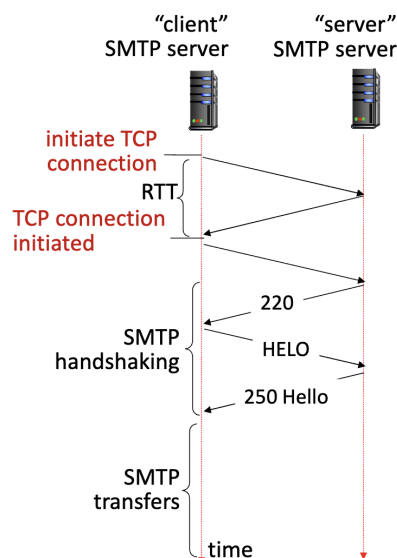 “client”
SMTP server
“server”
SMTP server
initiate TCP
connection
RTT
TCP connection
initiated
220
SMTP
handshaking
HELO
250 Hello
SMTP
transfers
time